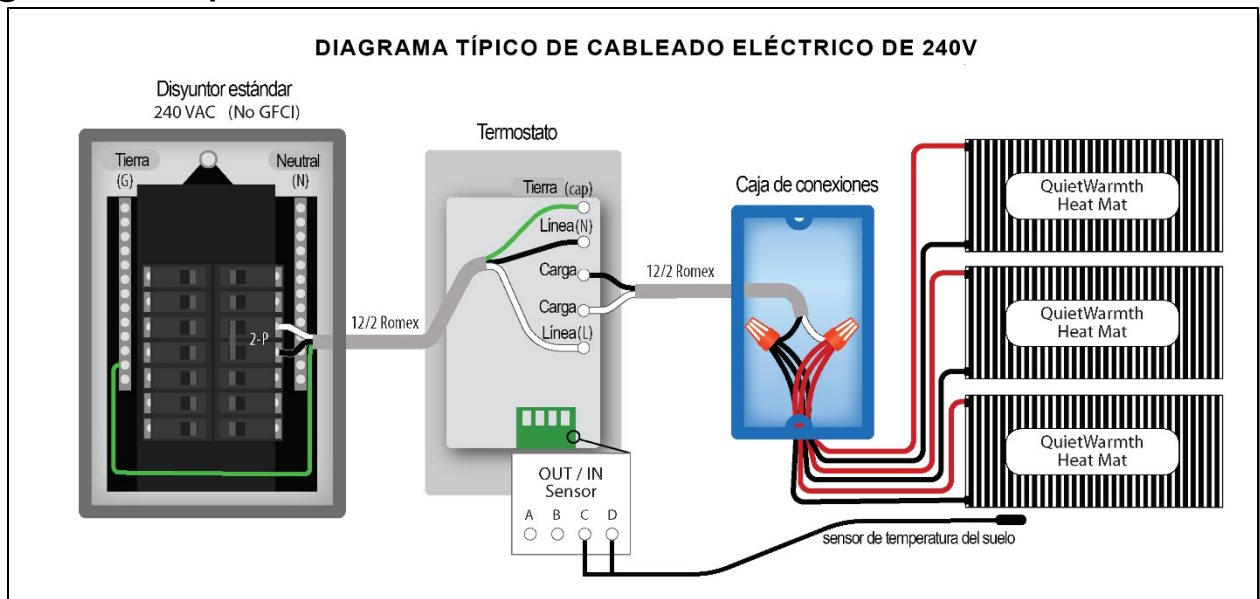 DIAGRAMA TÍPICO DE CABLEADO ELÉCTRICO DE 240V
Disyuntor estándar
240 VAC (No GFCI)
Tierra
(G)
Neutral
(N)
2-P
12/2 Romex
Termostato
Tierra (cap)
Línea(N)
Carga
Carga
Línea(L)
OUT / IN
Sensor
A B C D
12/2 Romex
Caja de conexiones
QuietWarmth
Heat Mat
QuietWarmth
Heat Mat
QuietWarmth
Heat Mat
sensor de temperatura del suelo